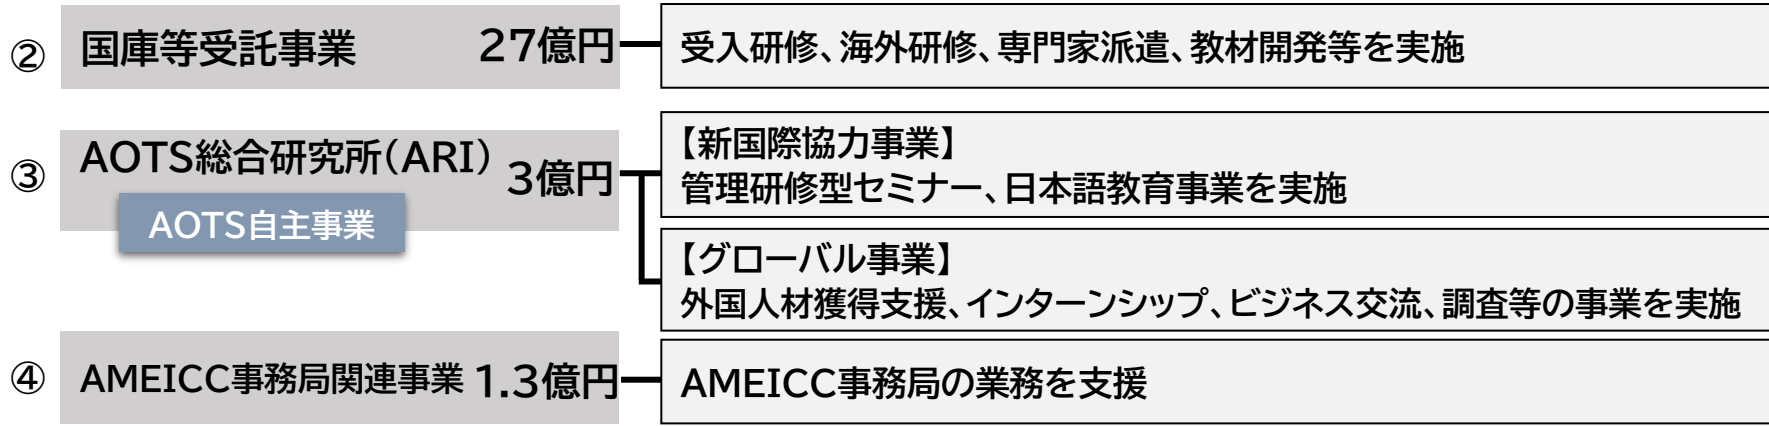 ② 国庫等受託事業 27億円 受入研修、海外研修、専門家派遣、教材開発等を実施
③ AOTS総合研究所(ARI) 3億円
AOTS自主事業
【新国際協力事業】
管理研修型セミナー、日本語教育事業を実施
【グローバル事業】
外国人材獲得支援、インターンシップ、ビジネス交流、調査等の事業を実施
④ AMEICC事務局関連事業 1.3億円 AMEICC事務局の業務を支援